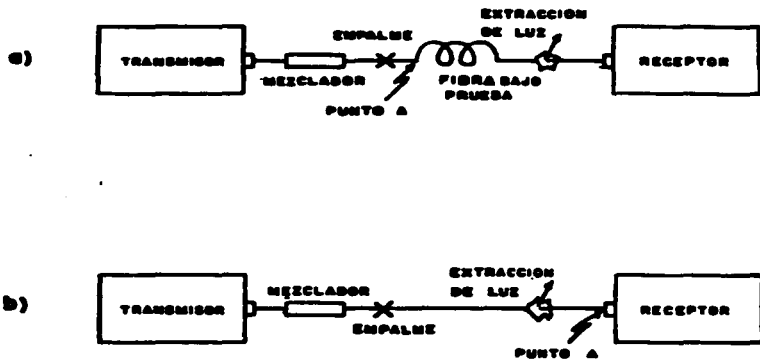 a)
TRANSMISOR
MEZCLADOR
EMPALME
PUNTO A
FIBRA BAJO
PRUEBA
EXTRACCION
DE LUZ
RECEPTOR
b)
TRANSMISOR
MEZCLADOR
EMPALME
EXTRACCION
DE LUZ
PUNTO A
RECEPTOR